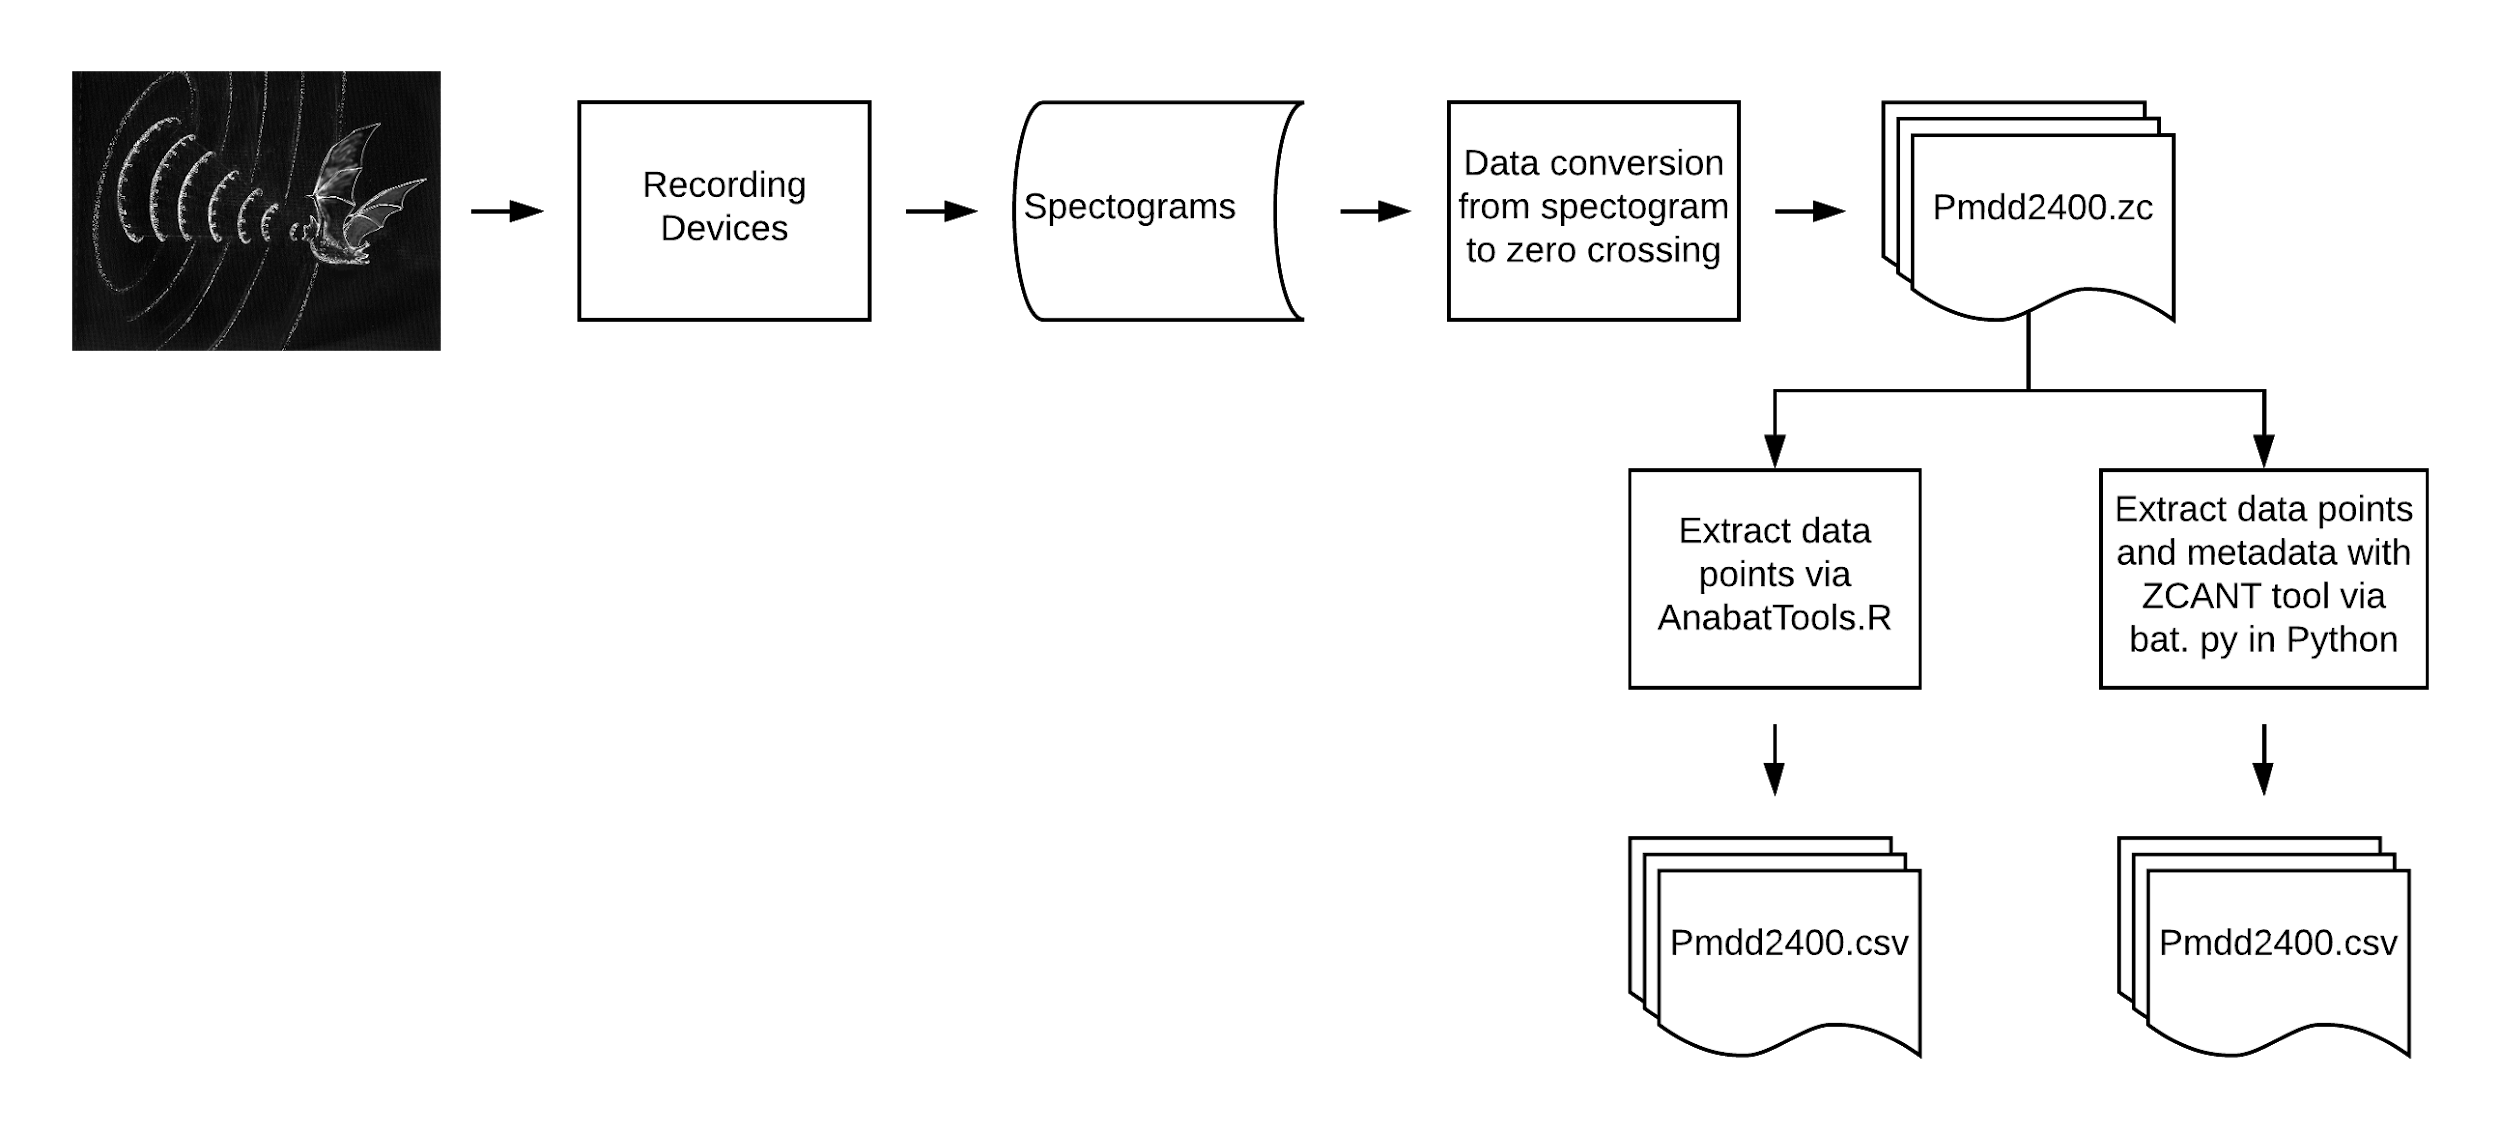 Recording
Devices
Spectograms
Data conversion
from spectogram
to zero crossing
Pmdd2400.zc
Extract data
points via
AnabatTools.R
Extract data points
and metadata with
ZCANT tool via
bat. py in Python
Pmdd2400.csv
Pmdd2400.csv